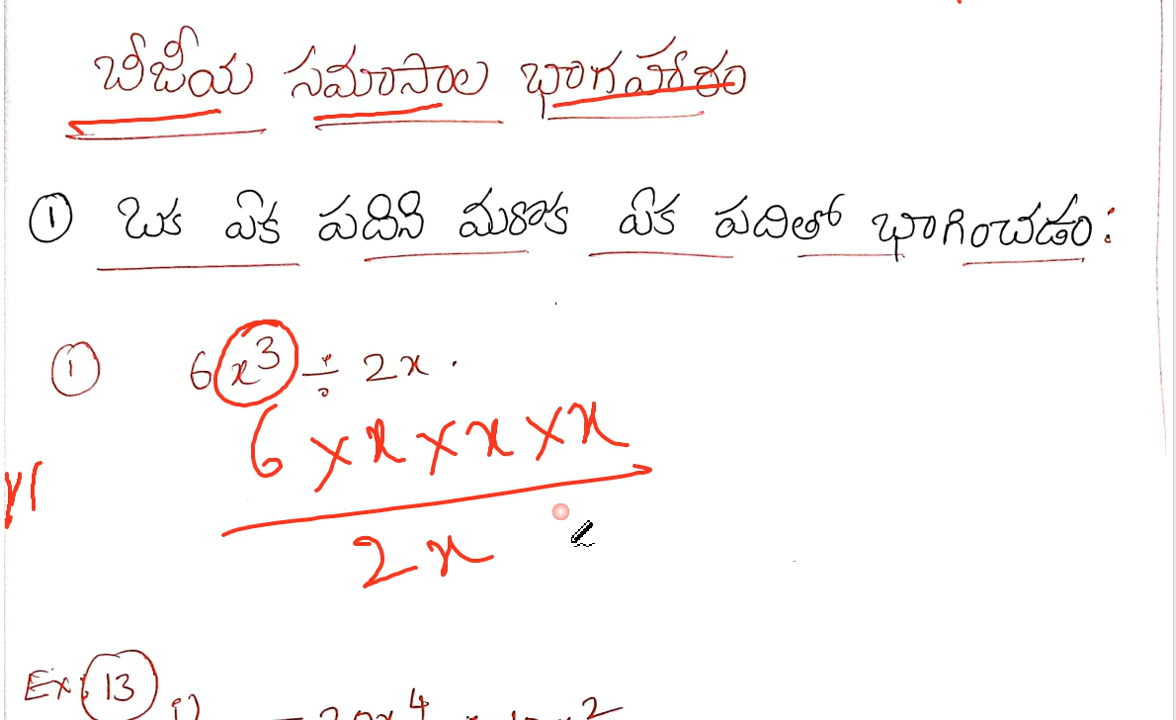 బీజీయ సమాసాల భాగహారం
① ఒక ఏక పదిని మరొక ఏక పదితో భాగించడం:
① 6x³ ÷ 2x.
6 × x × x × x
2x
Ex: 13 i)